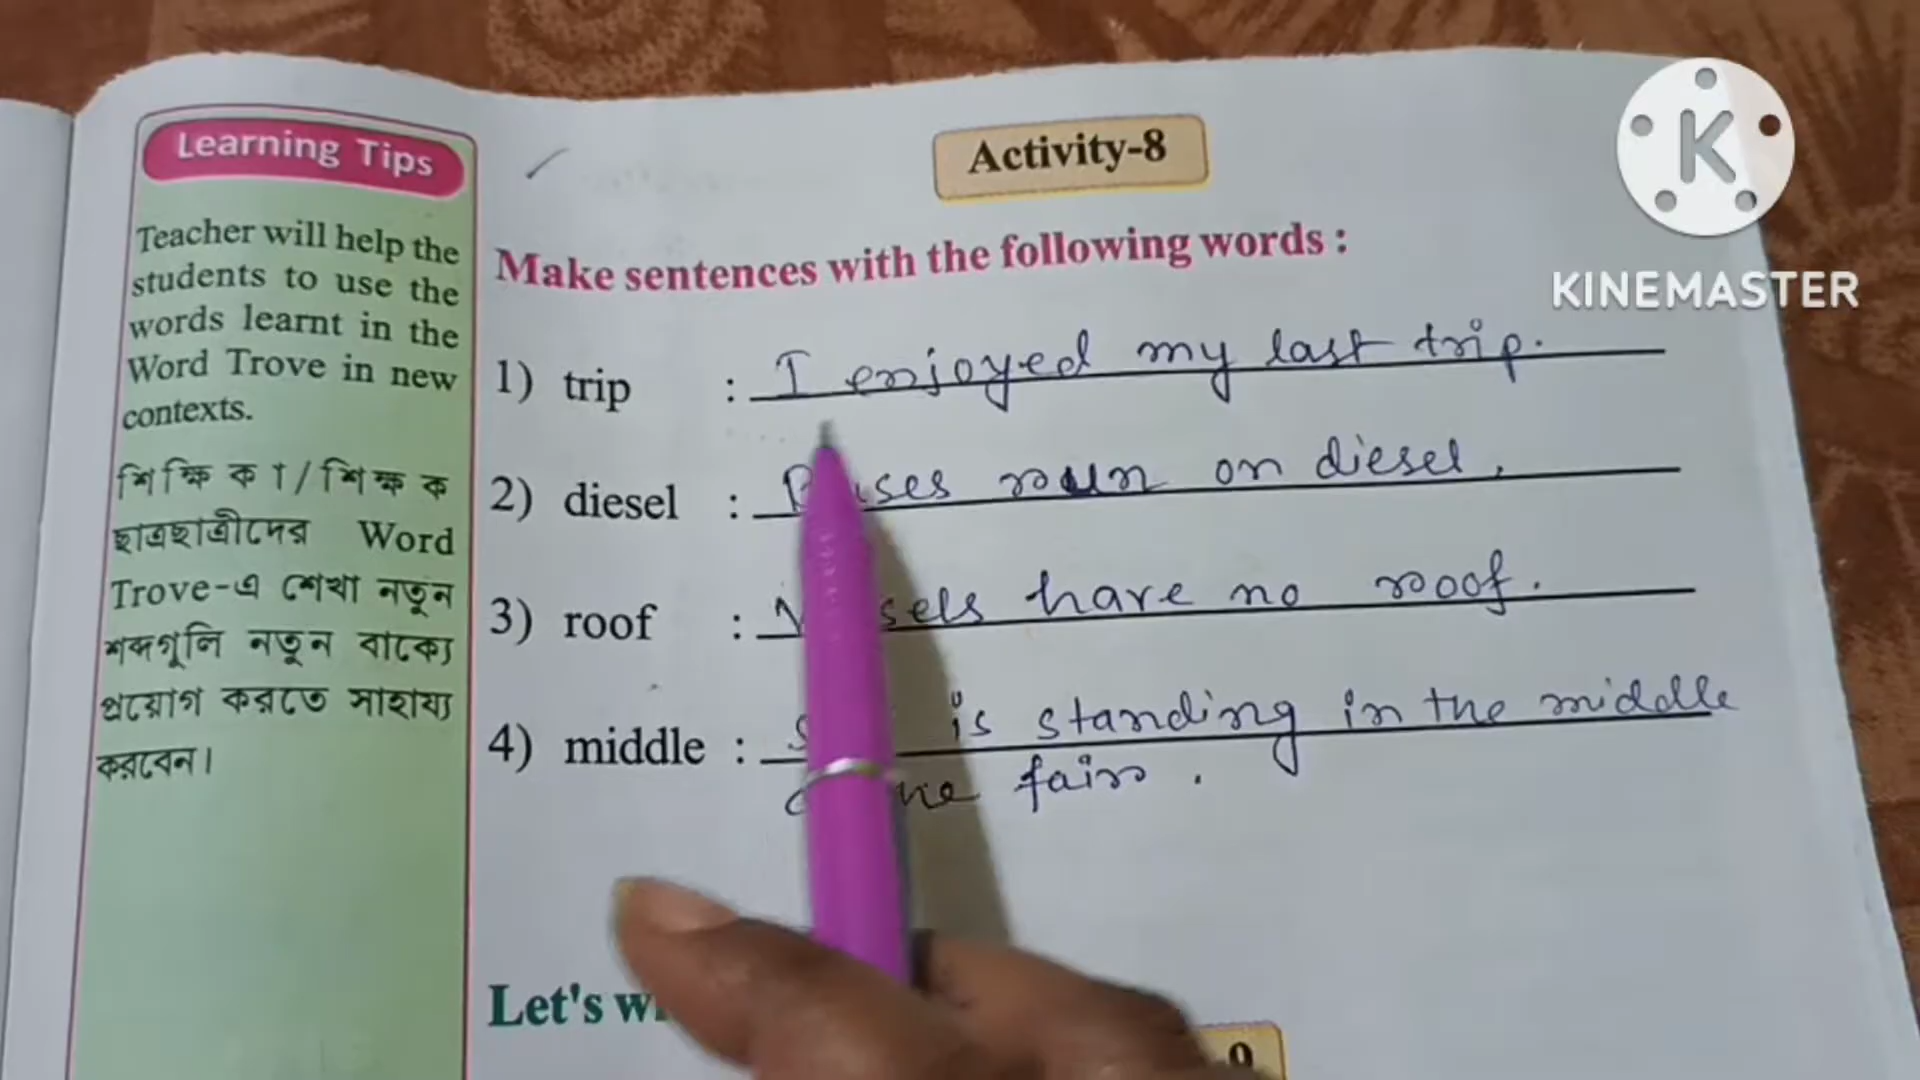 Learning Tips
Teacher will help the
students to use the
words learnt in the
Word Trove in new
contexts.
শিক্ষিকা/শিক্ষক
ছাত্রছাত্রীদের Word
Trove-এ শেখা নতুন
শব্দগুলি নতুন বাক্যে
প্রয়োগ করতে সাহায্য
করবেন।
Activity-8
Make sentences with the following words :
1) trip : I enjoyed my last trip.
2) diesel : run on diesel.
3) roof : have no roof.
4) middle : is standing in the middle
fair.
Let's
K
KINEMASTER